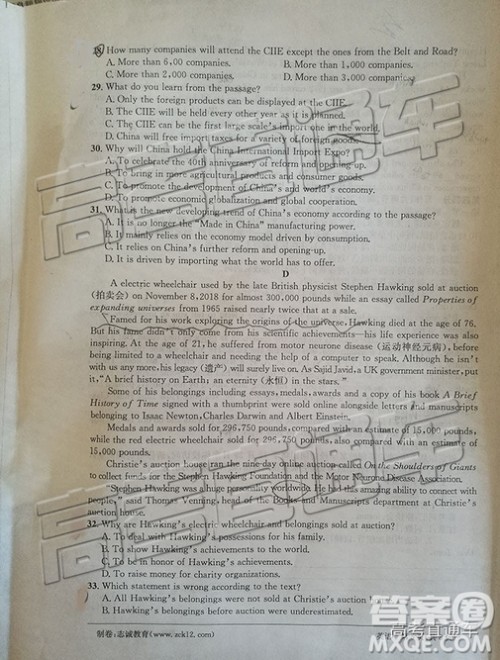 28. How many companies will attend the CIIE except the ones from the Belt and Road?
A. More than 6,00 companies. B. More than 1,000 companies.
C. More than 2,000 companies. D. More than 3,000 companies.
29. What do you learn from the passage?
A. Only the foreign products can be displayed at the CIIE.
B. The CIIE will be held every other year as it is planned.
C. The CIIE can be the first large scale's import one in the world.
D. China will free import taxes for a variety of foreign goods.
30. Why will China hold the China International Import Expo?
A. To celebrate the 40th anniversary of reform and opening-up.
B. To bring in more agricultural products and consumer goods.
C. To promote the development of China's and world's economy.
D. To promote economic globalization and global cooperation.
31. What is the new developing trend of China's economy according to the passage?
A. It is no longer the "Made in China" manufacturing power.
B. It mainly relies on the economy model driven by consumption.
C. It relies on China's further reform and opening-up.
D. It is driven by importing what the world has to offer.
D
A electric wheelchair used by the late British physicist Stephen Hawking sold at auction
(拍卖会) on November 8,2018 for almost 300,000 pounds while an essay called Properties of
expanding universes from 1965 raised nearly twice that at a sale.
Famed for his work exploring the origins of the universe, Hawking died at the age of 76.
But his fame didn't only come from his scientific achievements—his life experience was also
inspiring. At the age of 21, he suffered from motor neurone disease (运动神经元病), before
being limited to a wheelchair and needing the help of a computer to speak. Although he isn't
with us any more, his legacy (遗产) will surely live on. As Sajid Javid, a UK government minister, put
it, "A brief history on Earth; an eternity (永恒) in the stars."
Some of his belongings including essays, medals, awards and a copy of his book A Brief
History of Time signed with a thumbprint were sold online alongside letters and manuscripts
belonging to Isaac Newton, Charles Darwin and Albert Einstein.
Medals and awards sold for 296,750 pounds, compared with an estimate of 15,000 pounds,
while the red electric wheelchair sold for 296,750 pounds, also compared with an estimate of
15,000 pounds.
Christie's auction house ran the nine-day online auction called On the Shoulders of Giants
to collect funds for the Stephen Hawking Foundation and the Motor Neurone Disease Association.
"Stephen Hawking was a huge personality worldwide. He had this amazing ability to connect with
people," said Thomas Venning, head of the Books and Manuscripts department at Christie's
auction house.
32. Why are Hawking's electric wheelchair and belongings sold at auction?
A. To deal with Hawking's possessions for his family.
B. To show Hawking's achievements to the world.
C. To be in honor of Hawking's achievements.
D. To raise money for charity organizations.
33. Which statement is wrong according to the text?
A. All Hawking's belongings were not sold at Christie's auction
B. Hawking's belongings before auction were underestimated.
制卷:志诚教育(www.zck12.com)
高考直通车
高考直通车
高考直通车
答案圈
高考直通车